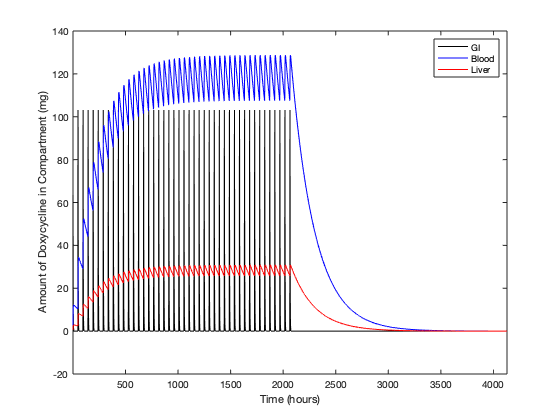 140
120
100
80
60
40
20
0
-20
Amount of Doxycycline in Compartment (mg)
GI
Blood
Liver
500 1000 1500 2000 2500 3000 3500 4000
Time (hours)